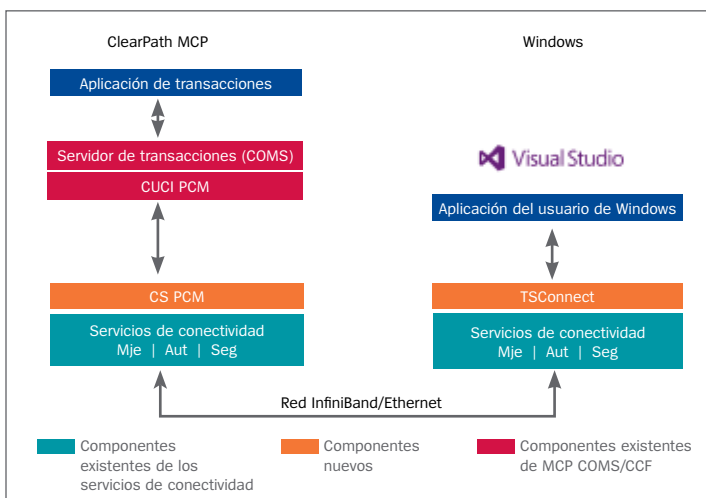 ClearPath MCP
Windows
Aplicación de transacciones
Servidor de transacciones (COMS)
CUCI PCM
Visual Studio
Aplicación del usuario de Windows
CS PCM
TSConnect
Servicios de conectividad
Mje | Aut | Seg
Servicios de conectividad
Mje | Aut | Seg
Red InfiniBand/Ethernet
Componentes
existentes de los
servicios de conectividad
Componentes
nuevos
Componentes existentes
de MCP COMS/CCF